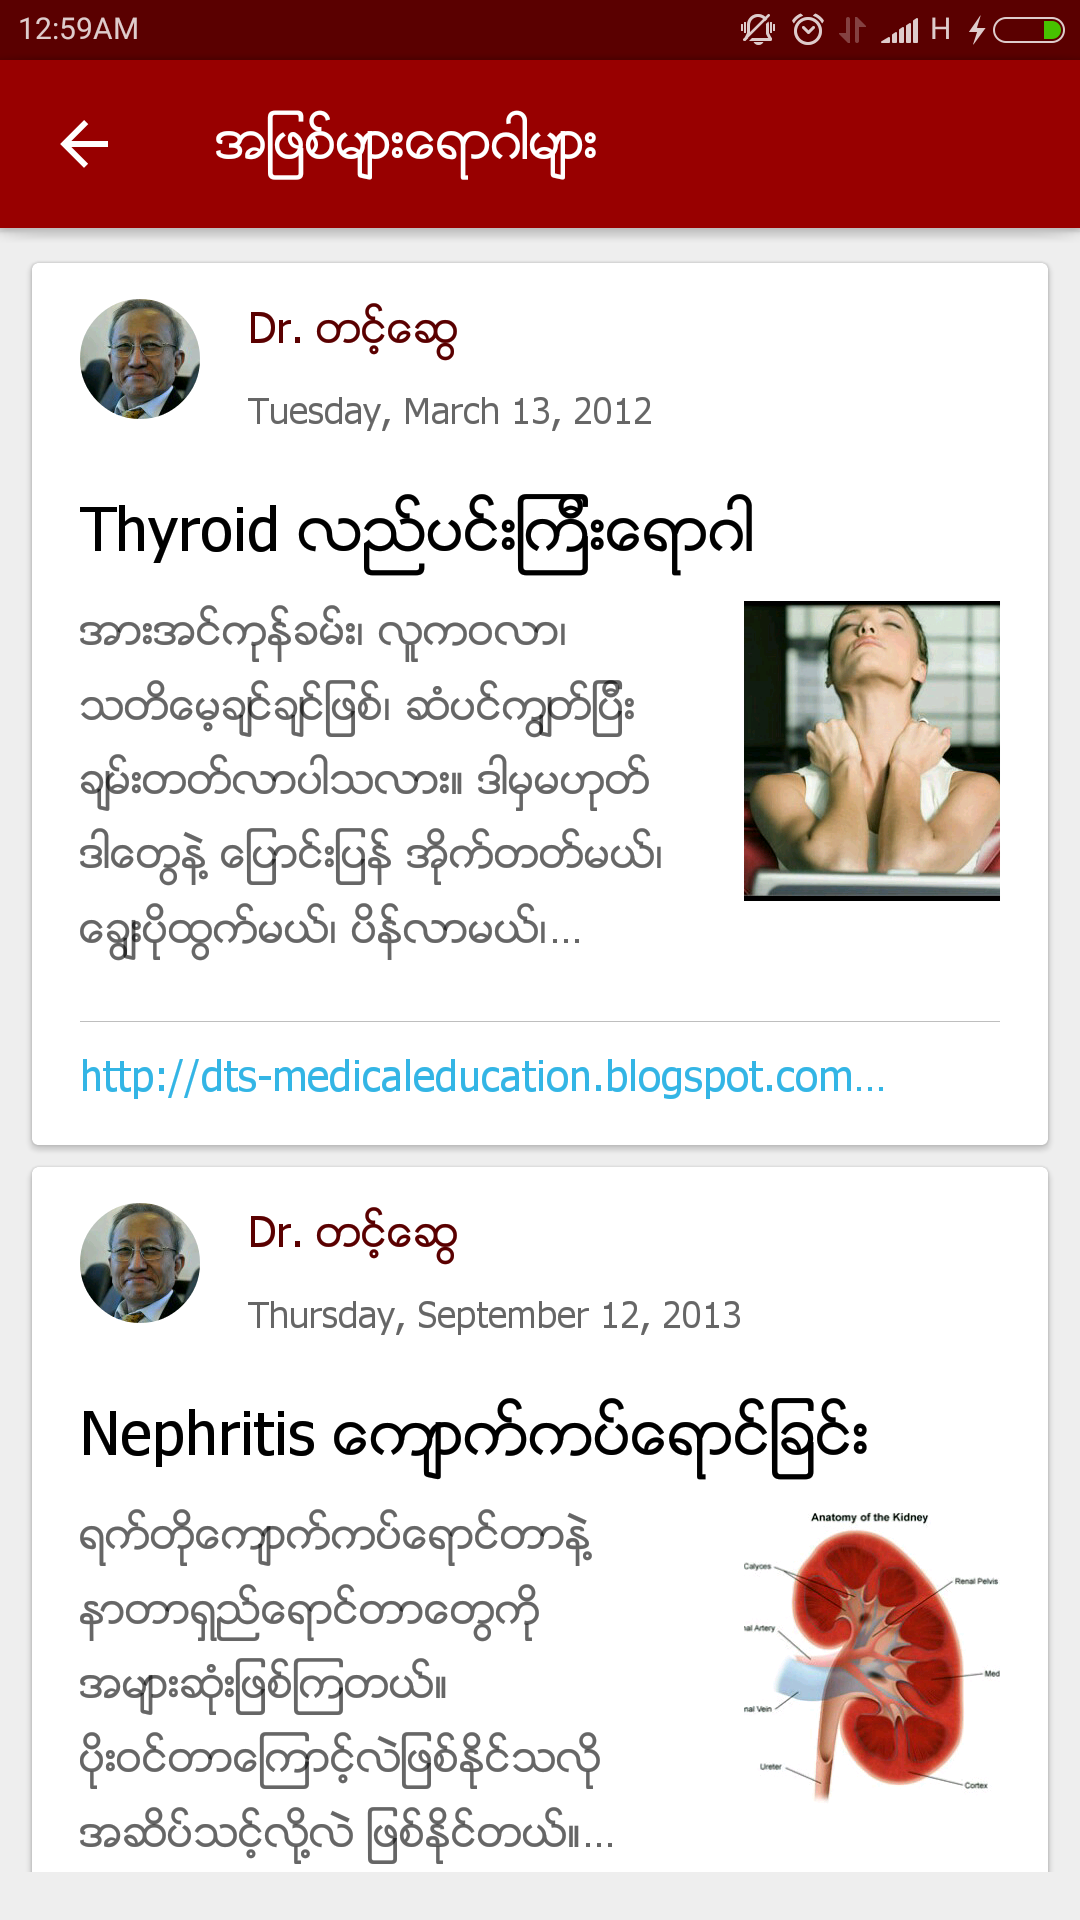 12:59AM
H
အဖြစ်များရောဂါများ
Dr. တင့်ဆွေ
Tuesday, March 13, 2012
Thyroid လည်ပင်းကြီးရောဂါ
အားအင်ကုန်ခမ်း၊ လူကဝလာ၊
သတိမေ့ချင်ချင်ဖြစ်၊ ဆံပင်ကျွတ်ပြီး
ချမ်းတတ်လာပါသလား။ ဒါမှမဟုတ်
ဒါတွေနဲ့ ပြောင်းပြန် အိုက်တတ်မယ်၊
ချွေးပိုထွက်မယ်၊ ပိန်လာမယ်၊...
http://dts-medicaleducation.blogspot.com...
Dr. တင့်ဆွေ
Thursday, September 12, 2013
Nephritis ကျောက်ကပ်ရောင်ခြင်း
ရက်တိုကျောက်ကပ်ရောင်တာနဲ့
နာတာရှည်ရောင်တာတွေကို
အများဆုံးဖြစ်ကြတယ်။
ပိုးဝင်တာကြောင့်လဲဖြစ်နိုင်သလို
အဆိပ်သင့်လို့လဲ ဖြစ်နိုင်တယ်။...
Anatomy of the Kidney
Calyces
Renal Pelvis
nal Artery
Med
nal Vein
Ureter
Cortex